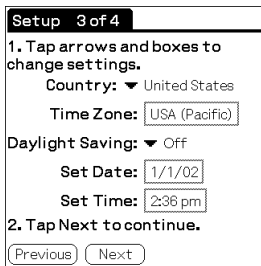 Setup 3 of 4
1. Tap arrows and boxes to
change settings.
Country: United States
Time Zone: USA (Pacific)
Daylight Saving: Off
Set Date: 1/1/02
Set Time: 2:36 pm
2. Tap Next to continue.
Previous Next